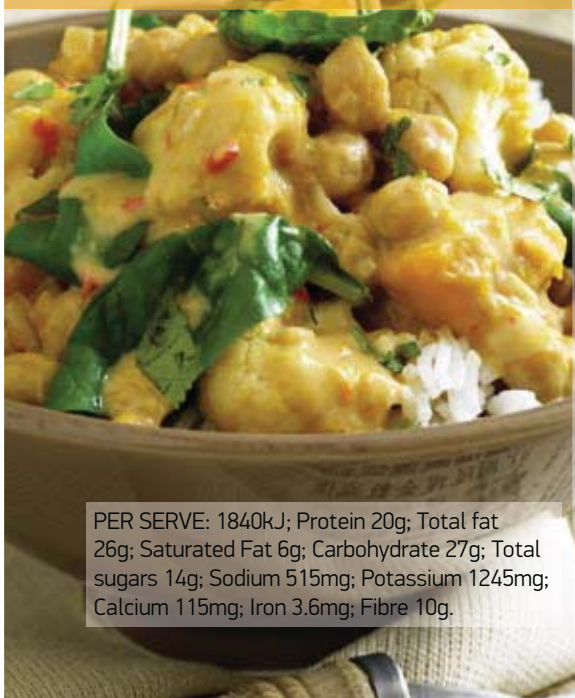 PER SERVE: 1840kJ; Protein 20g; Total fat
26g; Saturated Fat 6g; Carbohydrate 27g; Total
sugars 14g; Sodium 515mg; Potassium 1245mg;
Calcium 115mg; Iron 3.6mg; Fibre 10g.